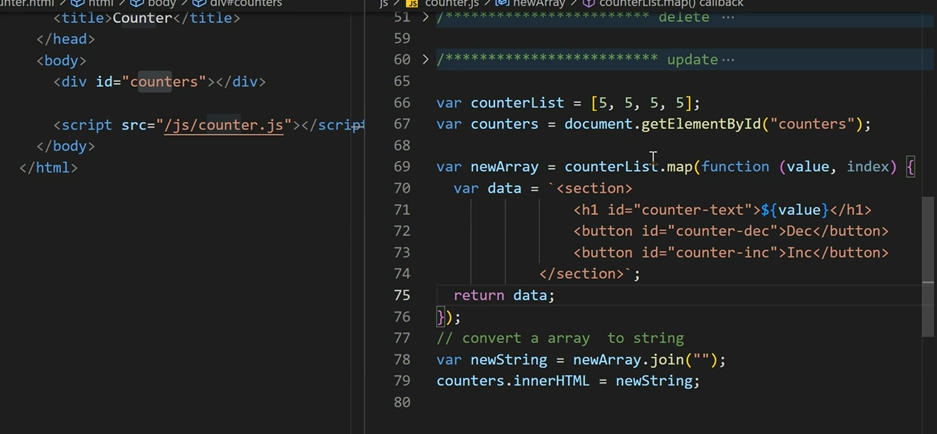 unter.html > html > body > div#counters
<title>Counter</title>
</head>
<body>
<div id="counters"></div>
<script src="/js/counter.js"></script
</body>
</html>
js > JS counter.js > newArray > counterList.map() callback
51 > /************************* delete ···
59
60 > /************************* update ···
65
66 var counterList = [5, 5, 5, 5];
67 var counters = document.getElementById("counters");
68
69 var newArray = counterList.map(function (value, index) {
70 var data = `<section>
71 <h1 id="counter-text">${value}</h1>
72 <button id="counter-dec">Dec</button>
73 <button id="counter-inc">Inc</button>
74 </section>`;
75 return data;
76 });
77 // convert a array  to string
78 var newString = newArray.join("");
79 counters.innerHTML = newString;
80